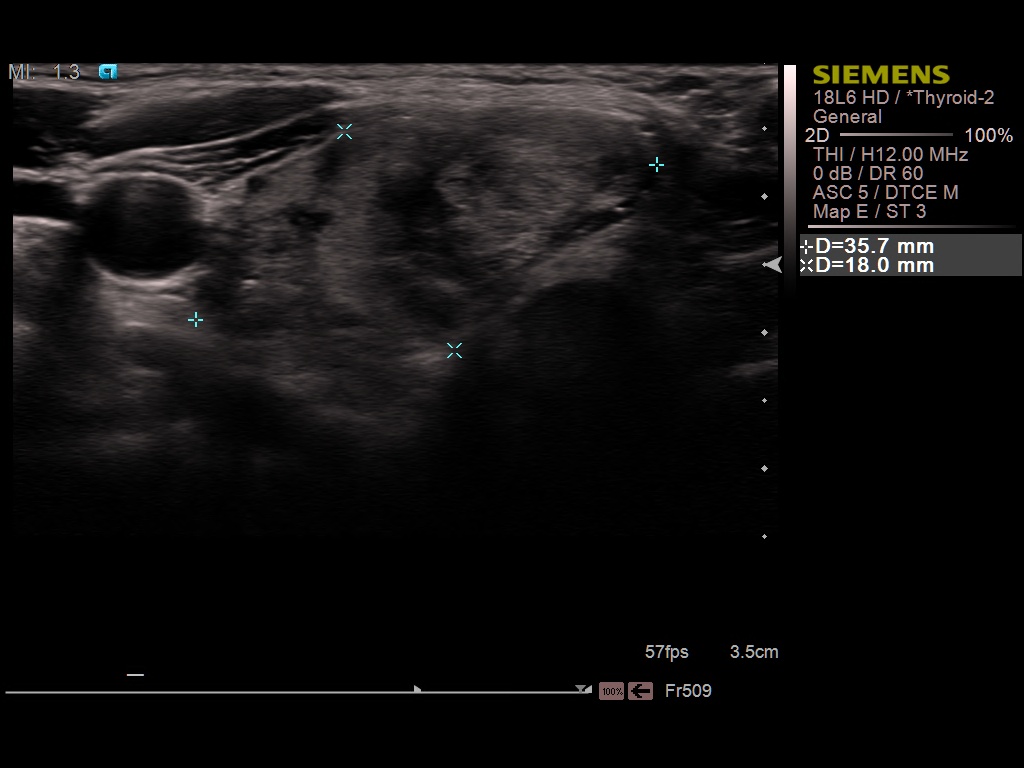 MI: 1.3
SIEMENS
18L6 HD / *Thyroid-2
General
2D 100%
THI / H12.00 MHz
0 dB / DR 60
ASC 5 / DTCE M
Map E / ST 3
D=35.7 mm
D=18.0 mm
57fps 3.5cm
100% Fr509